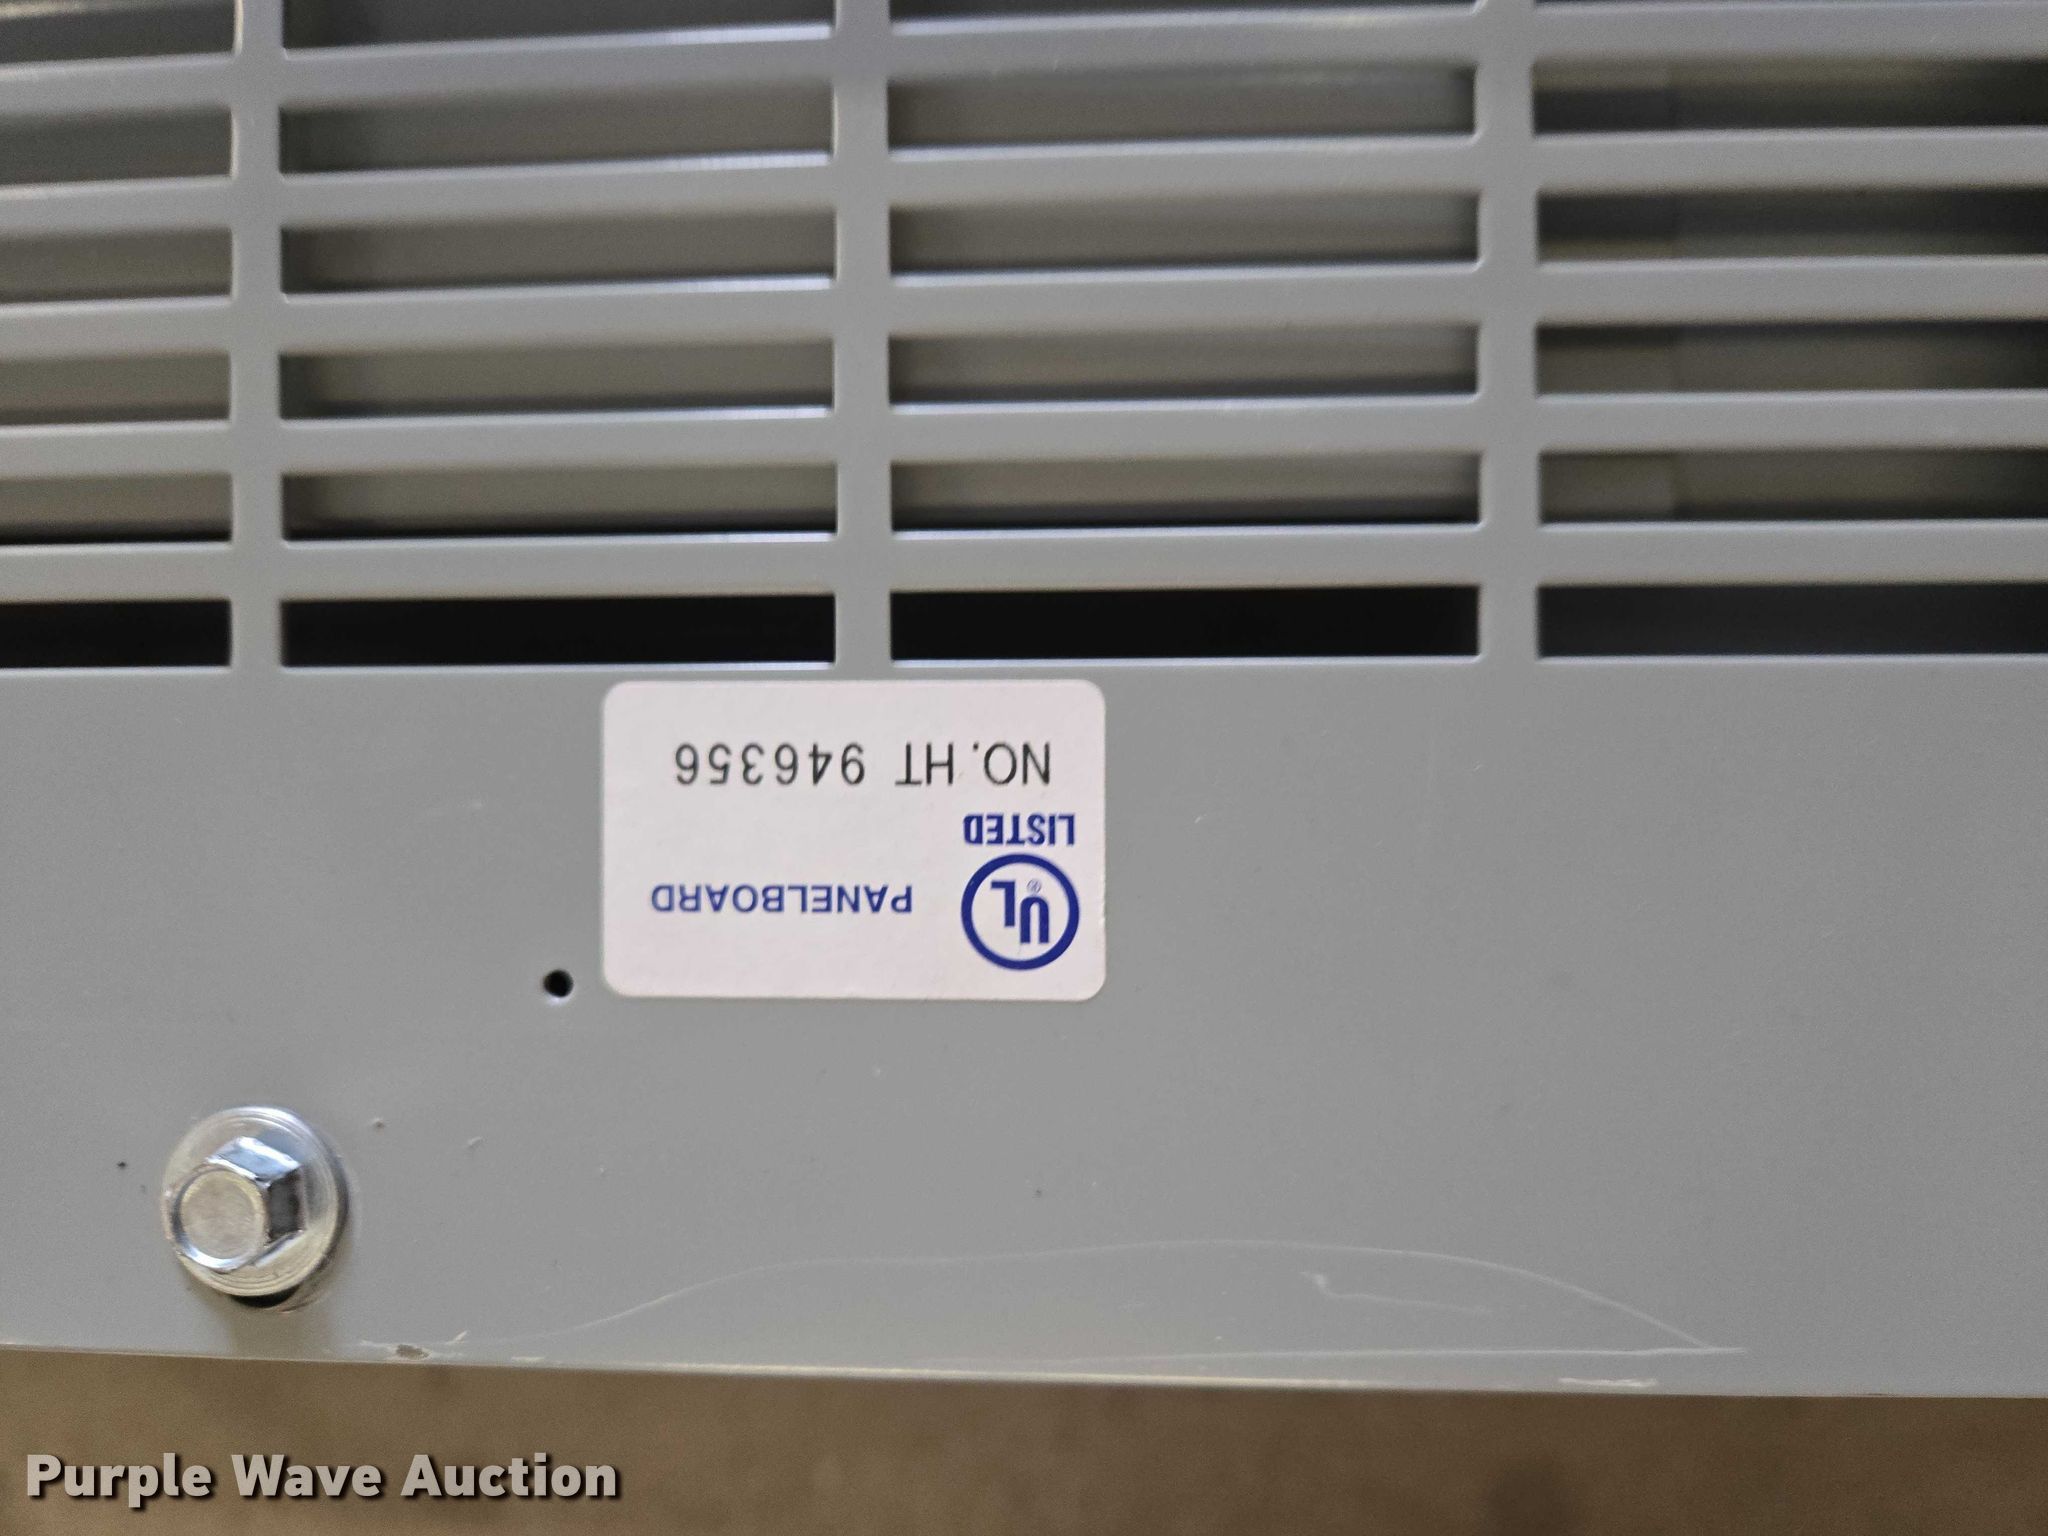 UL®
LISTED
PANELBOARD
NO. HT 946356
Purple Wave Auction